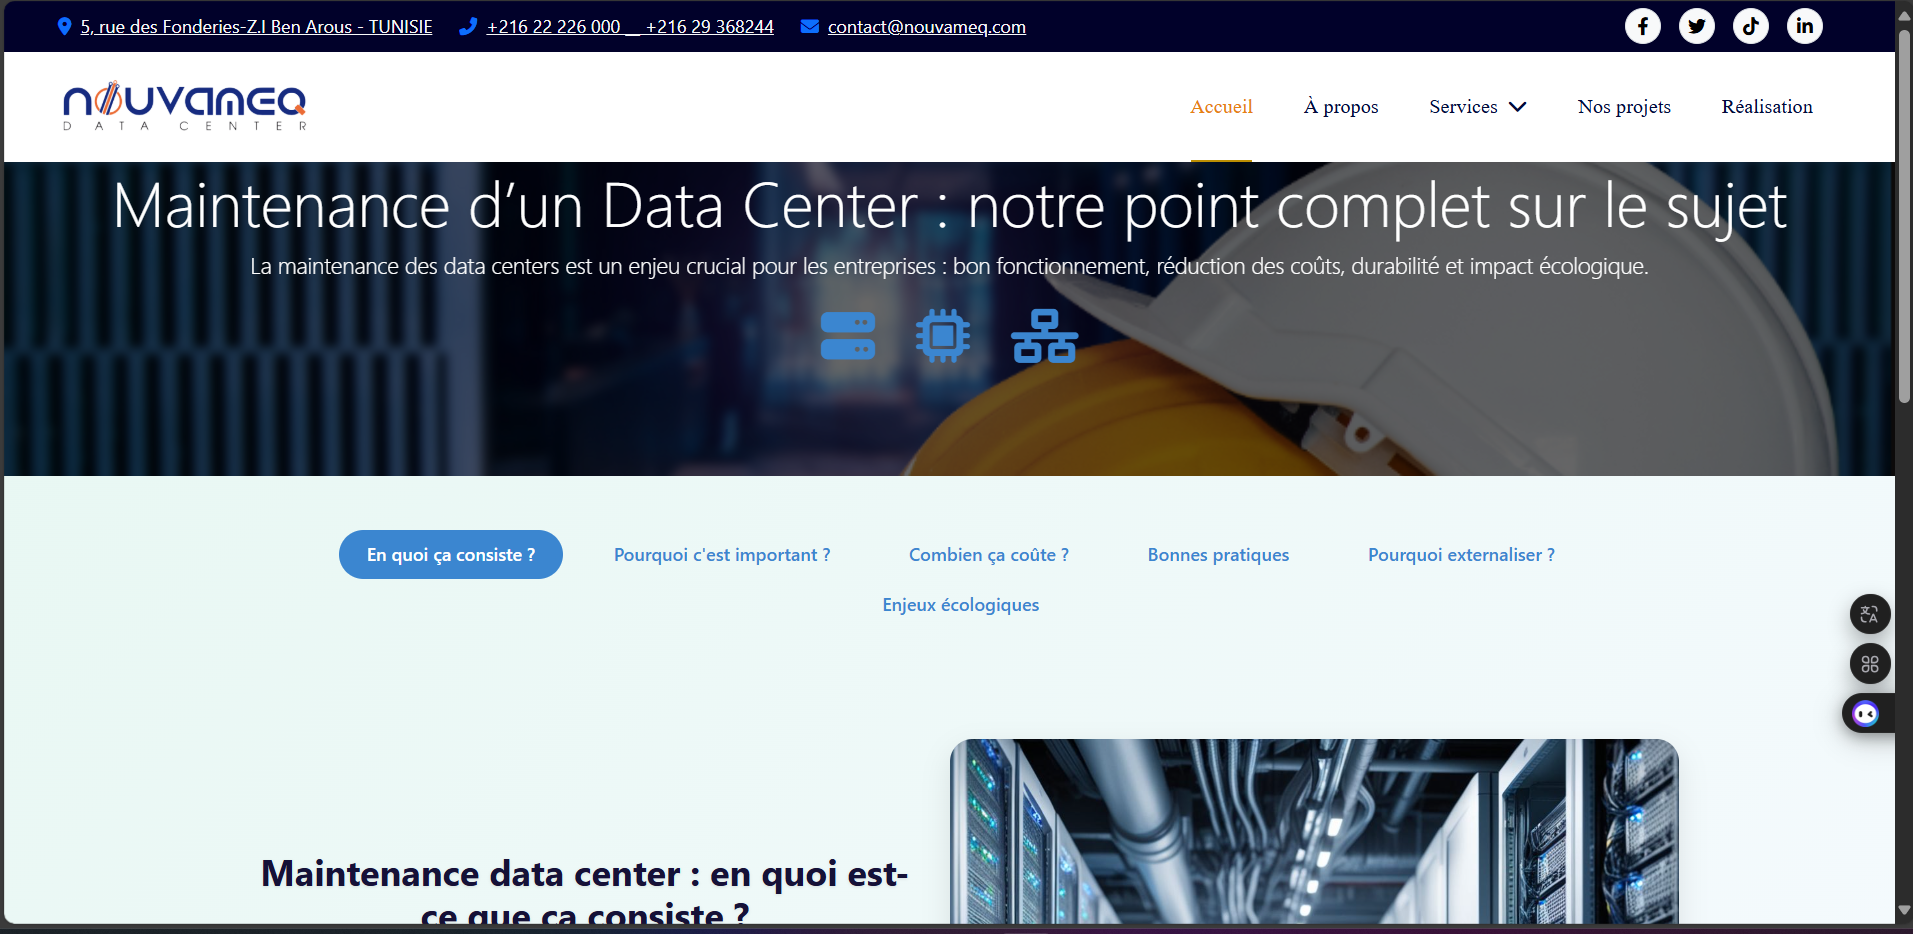 5, rue des Fonderies-Z.I Ben Arous - TUNISIE
+216 22 226 000 __ +216 29 368244
contact@nouvameq.com
NOUVAMEQ
DATA CENTER
Accueil
À propos
Services
Nos projets
Réalisation
Maintenance d’un Data Center : notre point complet sur le sujet
La maintenance des data centers est un enjeu crucial pour les entreprises : bon fonctionnement, réduction des coûts, durabilité et impact écologique.
En quoi ça consiste ?
Pourquoi c'est important ?
Combien ça coûte ?
Bonnes pratiques
Pourquoi externaliser ?
Enjeux écologiques
Maintenance data center : en quoi est-
ce que ça consiste ?